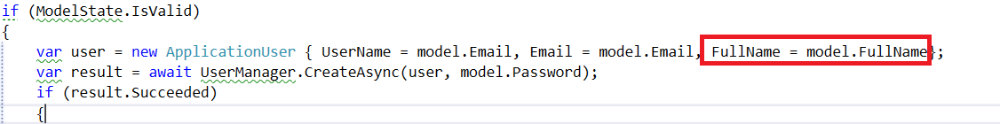 if (ModelState.IsValid)
{
var user = new ApplicationUser { UserName = model.Email, Email = model.Email, FullName = model.FullName};
var result = await UserManager.CreateAsync(user, model.Password);
if (result.Succeeded)
{